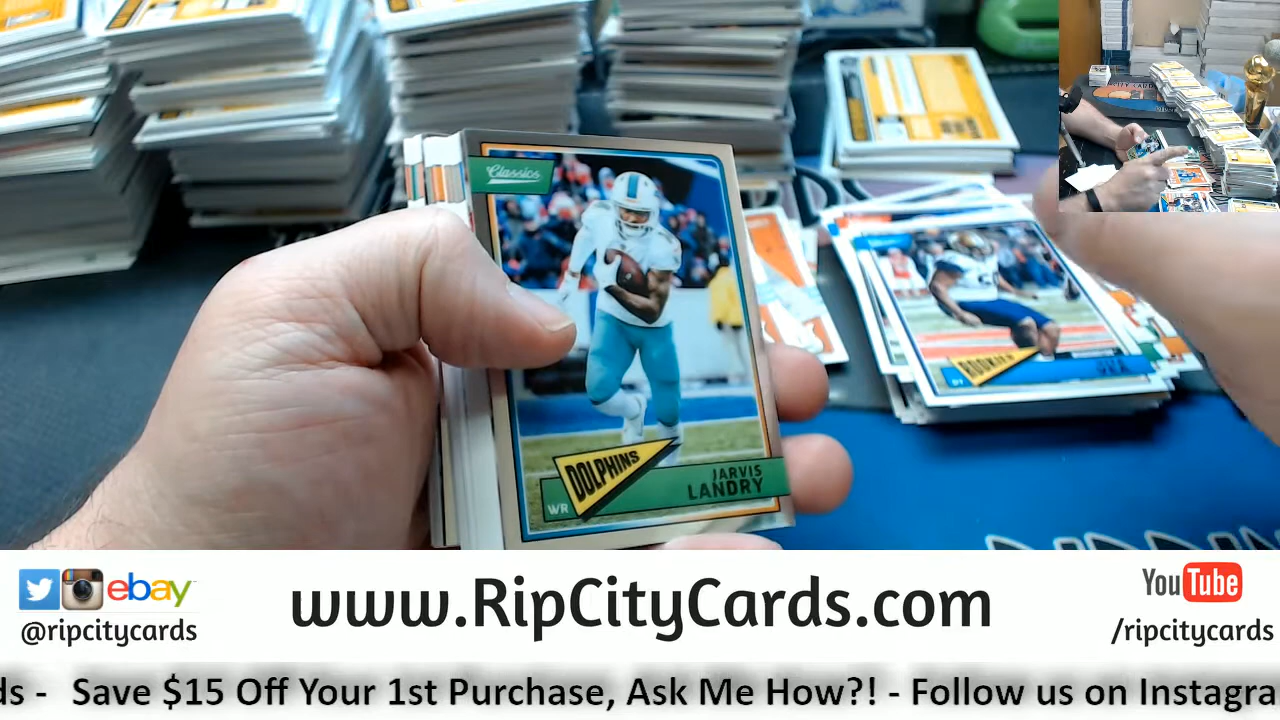 Classics
DOLPHINS
JARVIS
LANDRY
WR
ROOKIES
ebay
@ripcitycards
www.RipCityCards.com
YouTube
/ripcitycards
ds - Save $15 Off Your 1st Purchase, Ask Me How?! - Follow us on Instagra